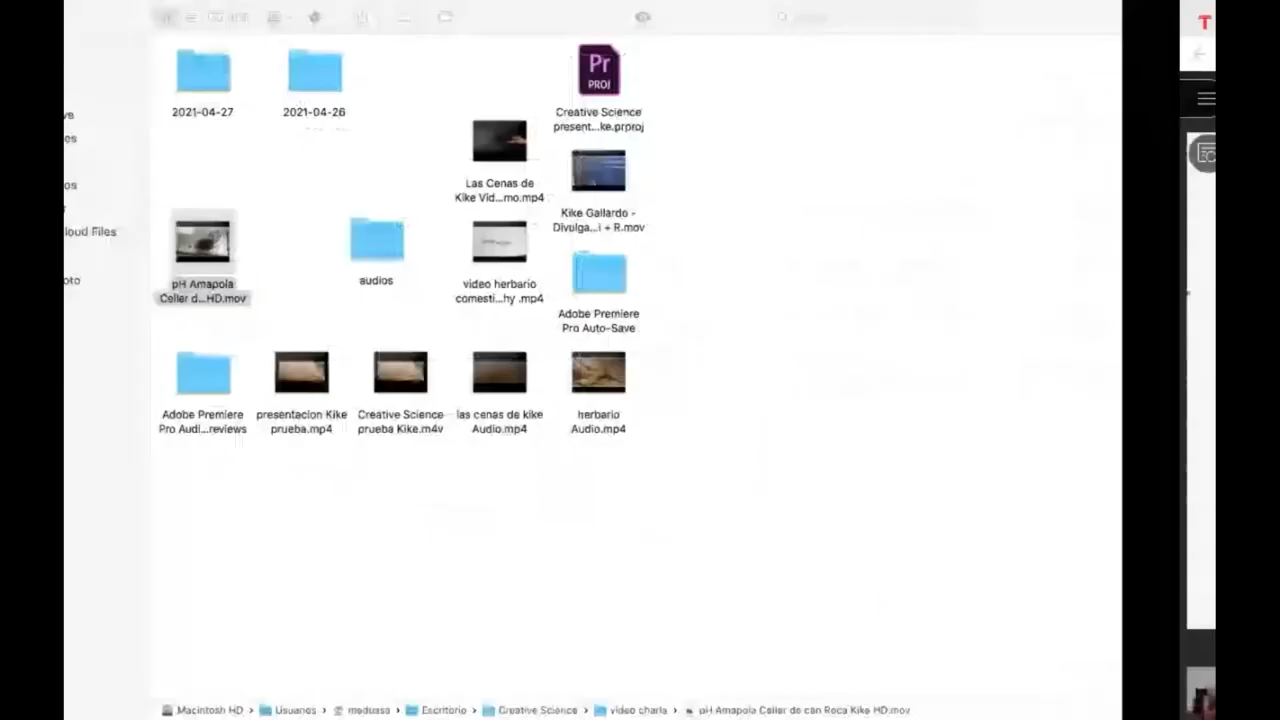 2021-04-27
2021-04-26
Pr
PROJ
Creative Science
present...ke.prproj
Las Cenas de
Kike Vid...mo.mp4
Kike Gallardo -
Divulga...i + R.mov
loud Files
pH Amapola
Celler d...HD.mov
audios
video herbario
comesti...hy .mp4
Adobe Premiere
Pro Auto-Save
Adobe Premiere
Pro Audi...reviews
presentacion Kike
prueba.mp4
Creative Science
prueba Kike.m4v
las cenas de kike
Audio.mp4
herbario
Audio.mp4
Macintosh HD › Usuarios › medusso › Escritorio › Creative Science › video charla › pH Amapola Celler de can Roca Kike HD.mov